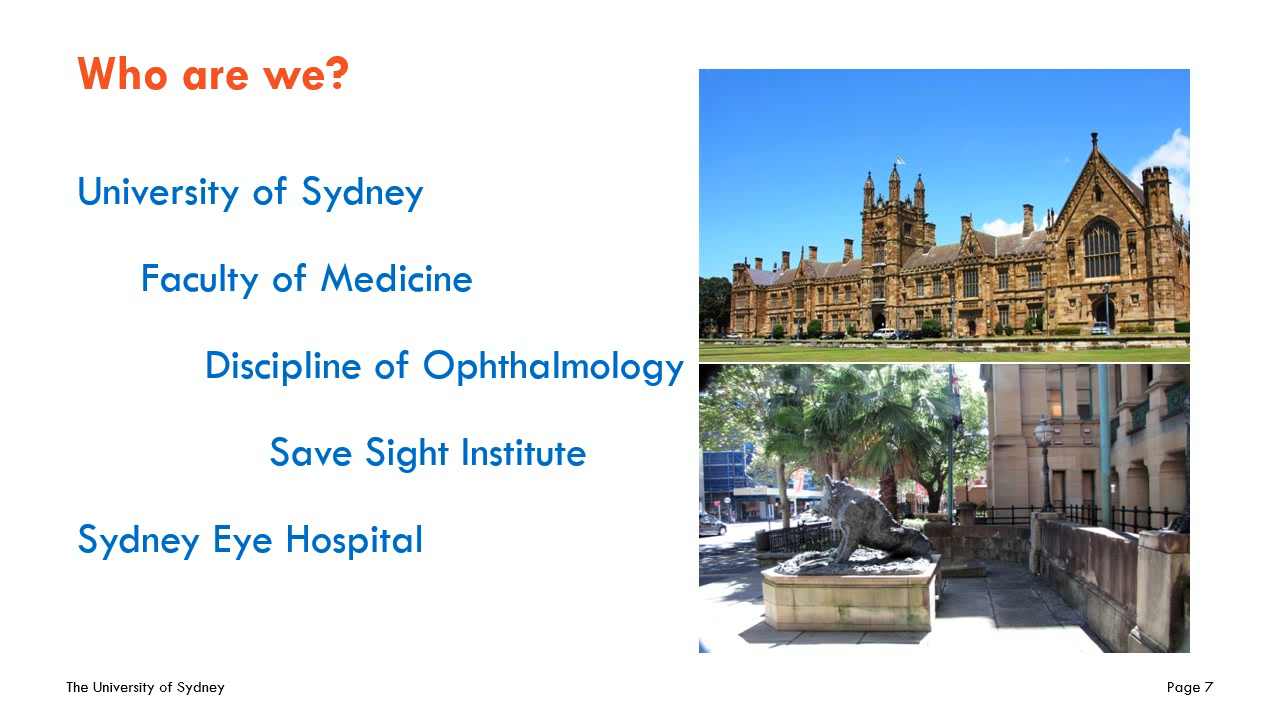 Who are we?
University of Sydney
Faculty of Medicine
Discipline of Ophthalmology
Save Sight Institute
Sydney Eye Hospital
The University of Sydney
Page 7